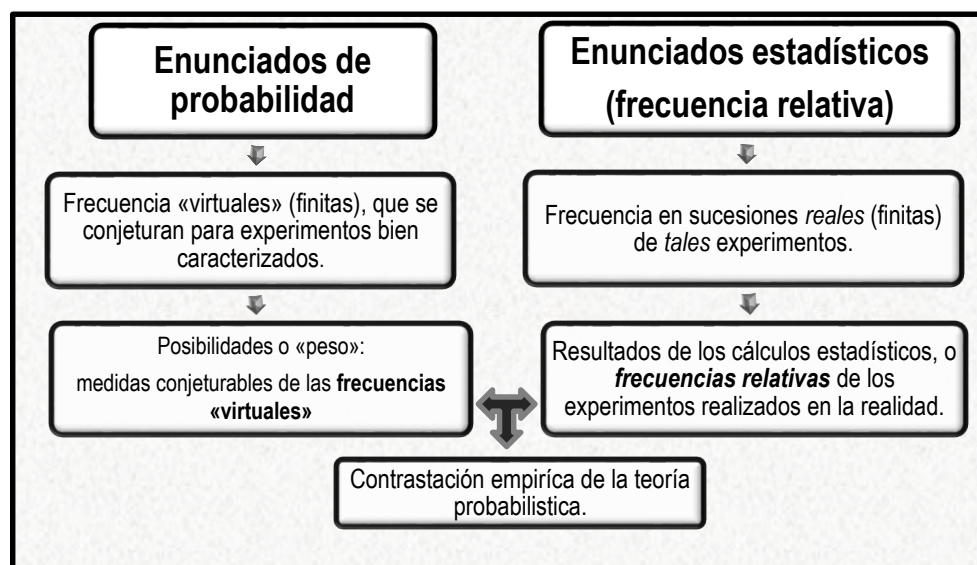 Enunciados de
probabilidad
Frecuencia «virtuales» (finitas), que se
conjeturan para experimentos bien
caracterizados.
Posibilidades o «peso»:
medidas conjeturables de las frecuencias
«virtuales»
Enunciados estadísticos
(frecuencia relativa)
Frecuencia en sucesiones reales (finitas)
de tales experimentos.
Resultados de los cálculos estadísticos, o
frecuencias relativas de los
experimentos realizados en la realidad.
Contrastación empiríca de la teoría
probabilistica.